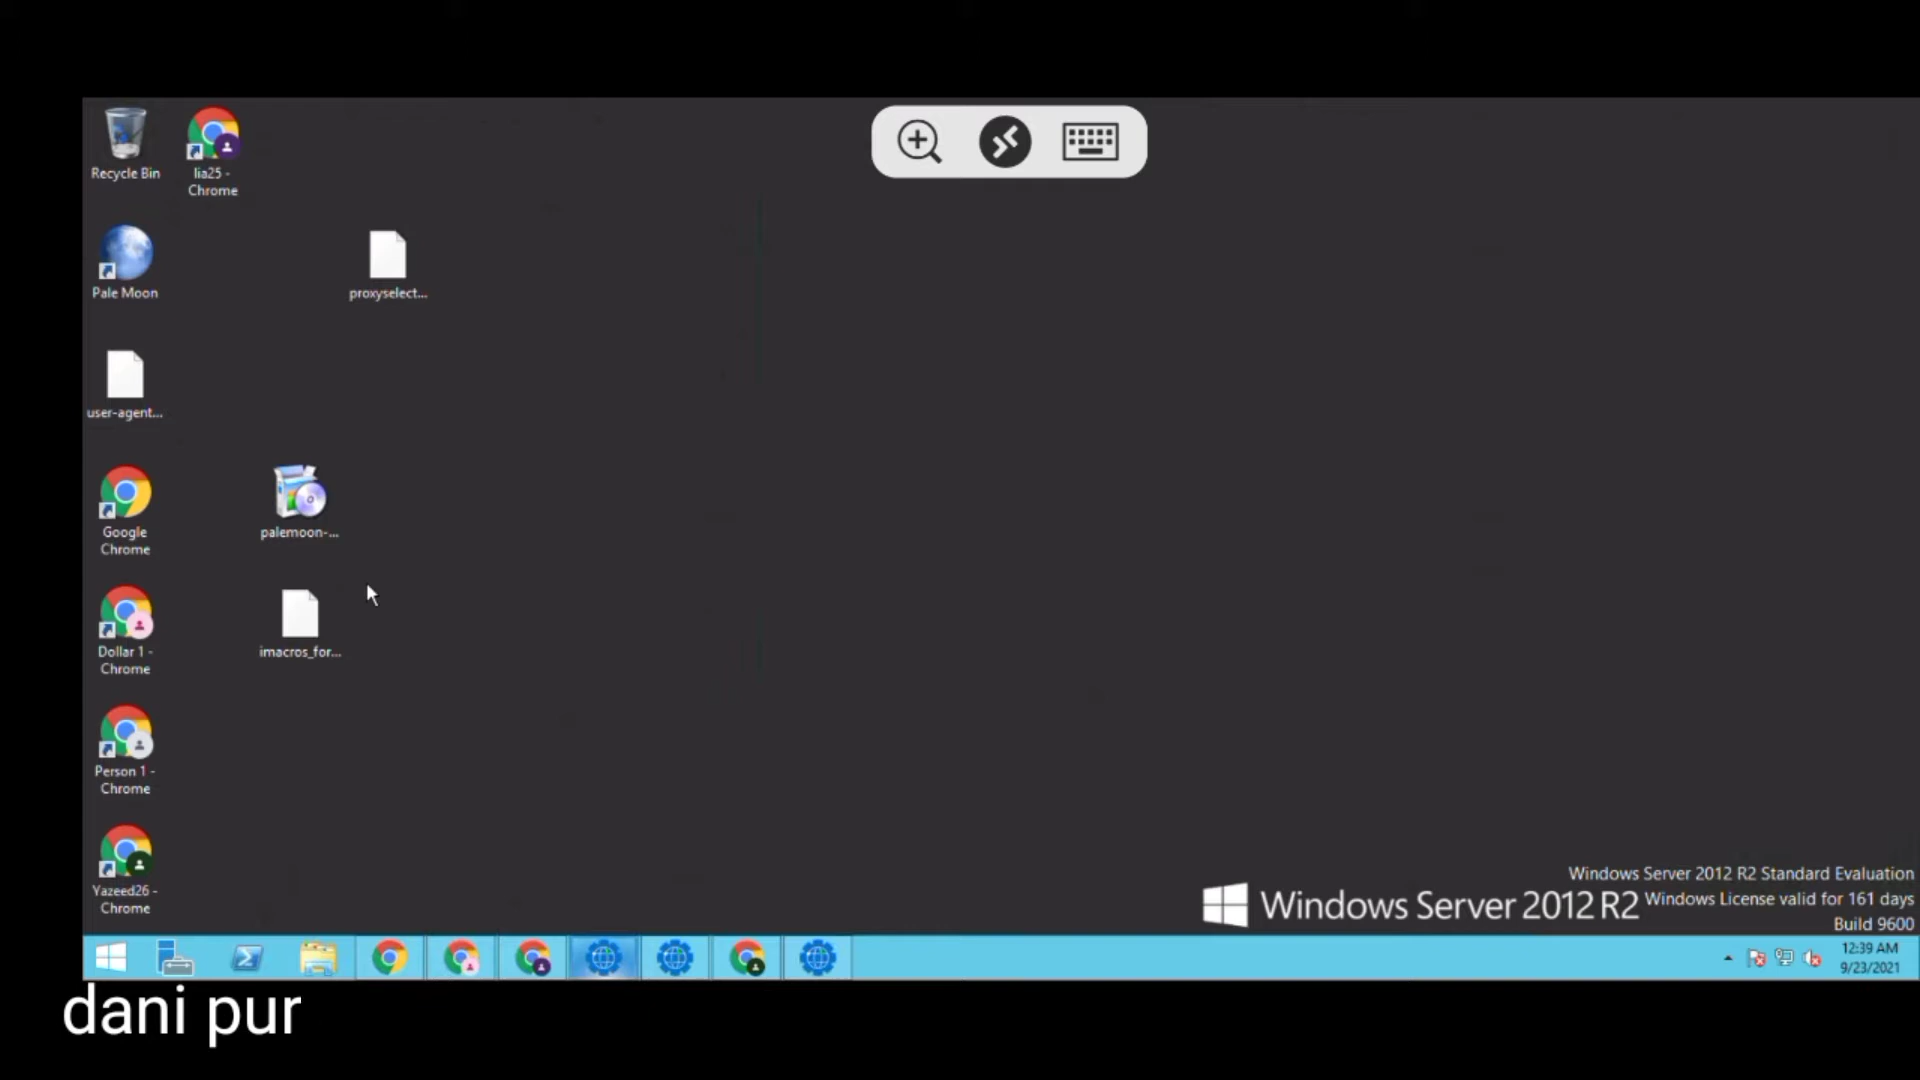 Recycle Bin
lia25 -
Chrome
Pale Moon
proxyselect...
user-agent...
Google
Chrome
palemoon-...
Dollar 1 -
Chrome
imacros_for...
Person 1 -
Chrome
Yazeed26 -
Chrome
Windows Server 2012 R2 Standard Evaluation
Windows Server 2012 R2
Windows License valid for 161 days
Build 9600
12:39 AM
9/23/2021
dani pur